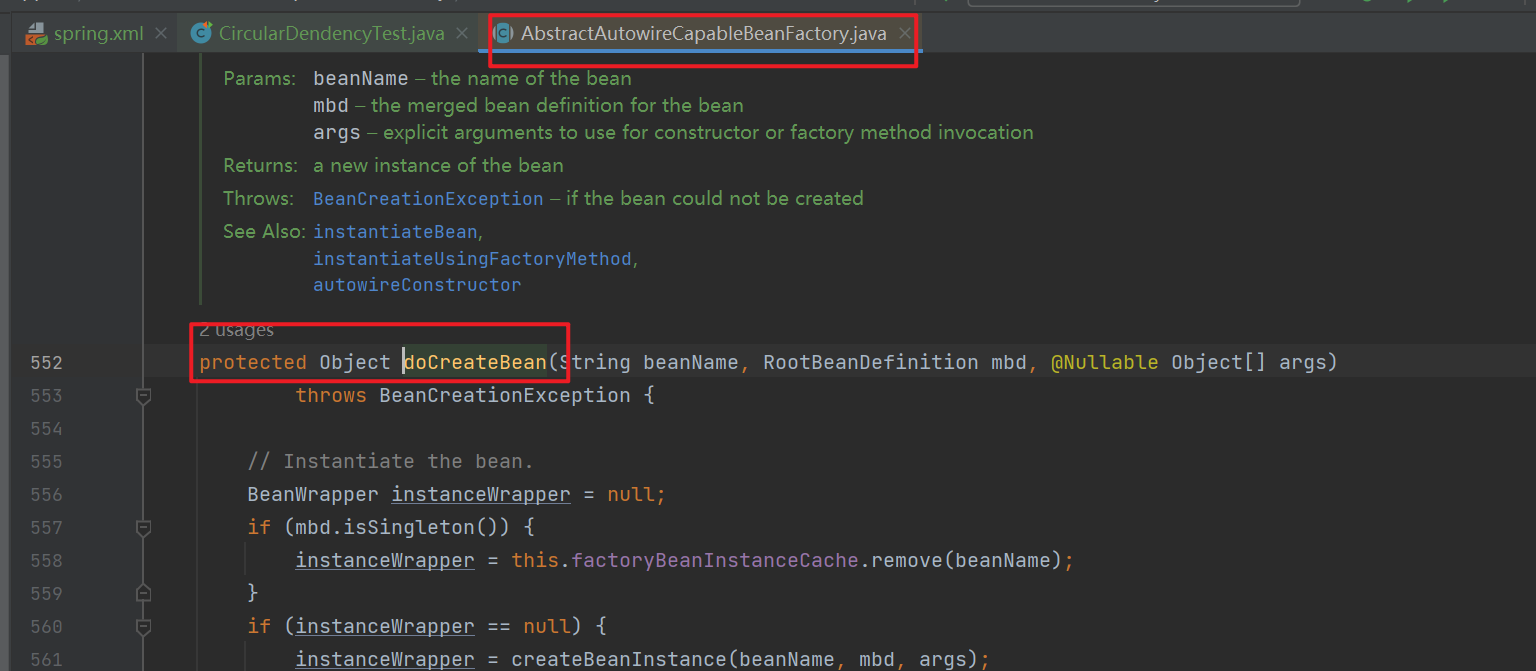 spring.xml CircularDendencyTest.java AbstractAutowireCapableBeanFactory.java
Params: beanName – the name of the bean
mbd – the merged bean definition for the bean
args – explicit arguments to use for constructor or factory method invocation
Returns: a new instance of the bean
Throws: BeanCreationException – if the bean could not be created
See Also: instantiateBean,
instantiateUsingFactoryMethod,
autowireConstructor
2 usages
552 protected Object doCreateBean(String beanName, RootBeanDefinition mbd, @Nullable Object[] args)
553 throws BeanCreationException {
554
555 // Instantiate the bean.
556 BeanWrapper instanceWrapper = null;
557 if (mbd.isSingleton()) {
558 instanceWrapper = this.factoryBeanInstanceCache.remove(beanName);
559 }
560 if (instanceWrapper == null) {
561 instanceWrapper = createBeanInstance(beanName, mbd, args);